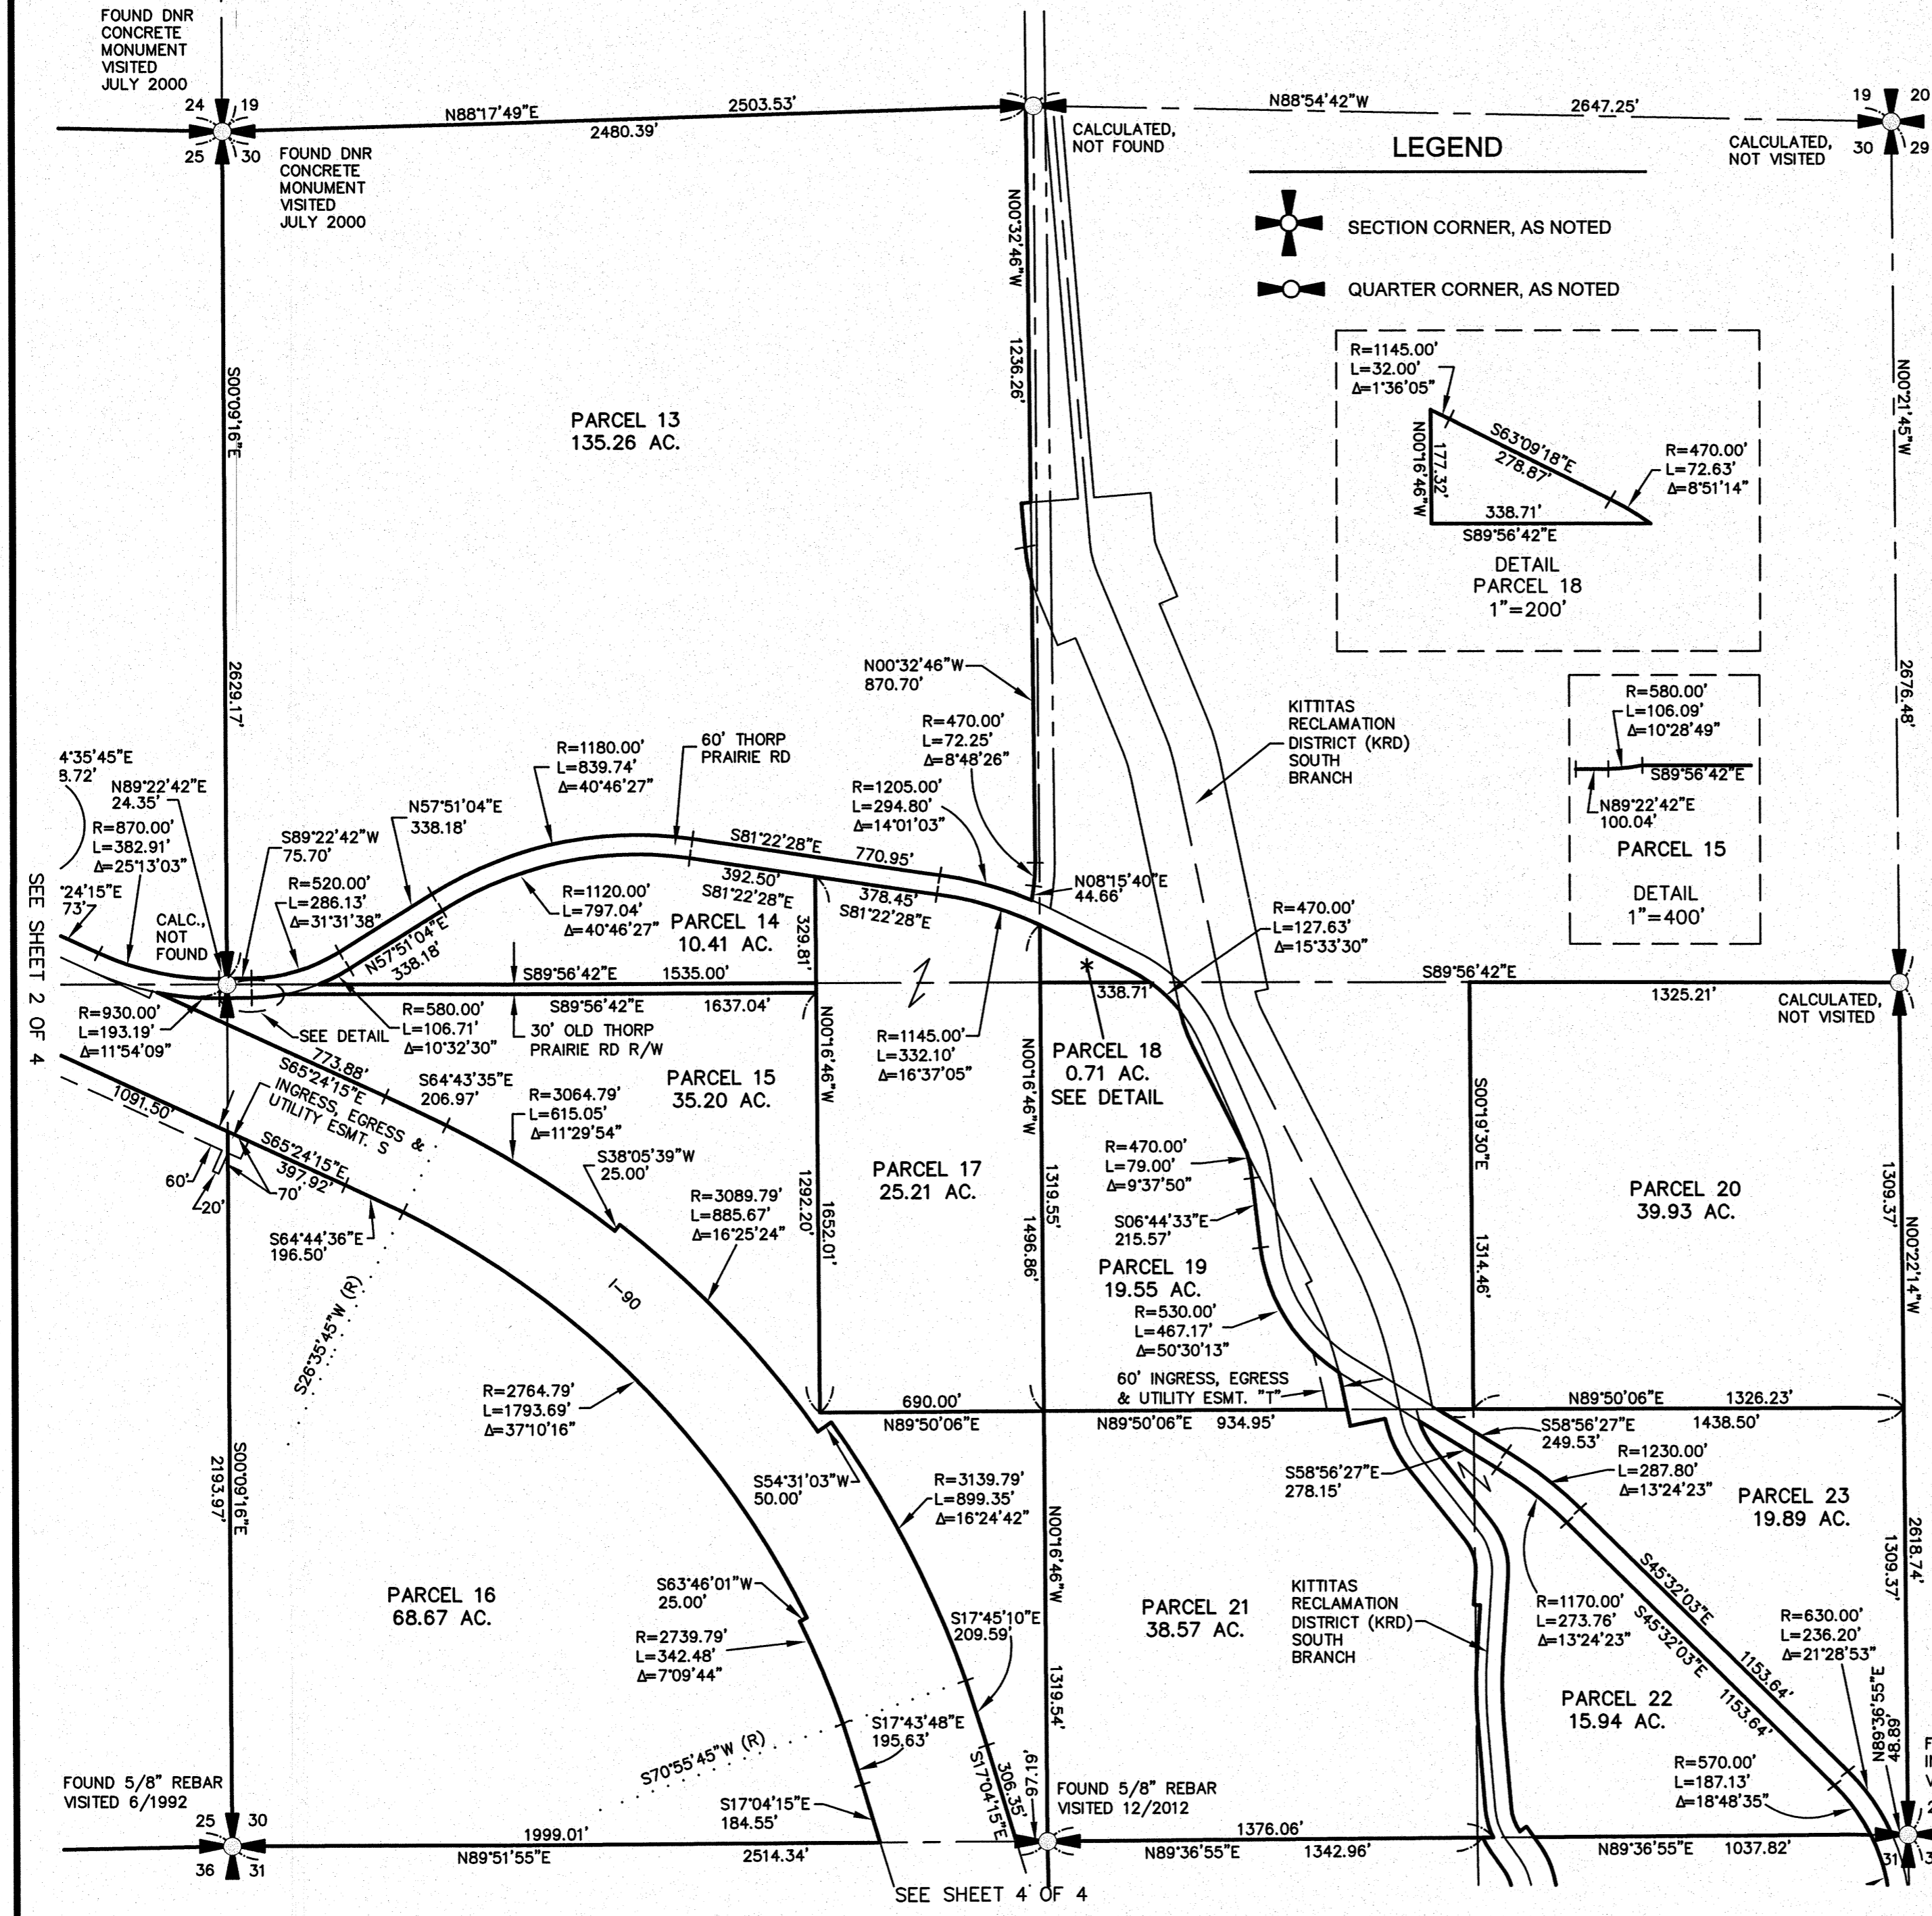 FOUND DNR
CONCRETE
MONUMENT
VISITED
JULY 2000
24 19
25 30
FOUND DNR
CONCRETE
MONUMENT
VISITED
JULY 2000
N88°17'49"E
2503.53'
2480.39'
CALCULATED,
NOT FOUND
N88°54'42"W
2647.25'
19 20
30 29
CALCULATED,
NOT VISITED
LEGEND
SECTION CORNER, AS NOTED
QUARTER CORNER, AS NOTED
R=1145.00'
L=32.00'
Δ=1°36'05"
N00°16'46"W
177.32'
S63°09'18"E
278.87'
R=470.00'
L=72.63'
Δ=8°51'14"
338.71'
S89°56'42"E
DETAIL
PARCEL 18
1"=200'
R=580.00'
L=106.09'
Δ=10°28'49"
S89°56'42"E
N89°22'42"E
100.04'
PARCEL 15
DETAIL
1"=400'
N00°21'45"W
2676.48'
S00°09'16"E
2629.17'
PARCEL 13
135.26 AC.
N00°32'46"W
1236.26'
N00°32'46"W
870.70'
R=470.00'
L=72.25'
Δ=8°48'26"
R=1205.00'
L=294.80'
Δ=14°01'03"
KITTITAS
RECLAMATION
DISTRICT (KRD)
SOUTH
BRANCH
60' THORP
PRAIRIE RD
R=1180.00'
L=839.74'
Δ=40°46'27"
N57°51'04"E
338.18'
4°35'45"E
8.72'
N89°22'42"E
24.35'
R=870.00'
L=382.91'
Δ=25°13'03"
°24'15"E
73'
S89°22'42"W
75.70'
R=520.00'
L=286.13'
Δ=31°31'38"
CALC.,
NOT
FOUND
SEE SHEET 2 OF 4
S81°22'28"E
770.95'
392.50'
S81°22'28"E
378.45'
S81°22'28"E
R=1120.00'
L=797.04'
Δ=40°46'27"
N57°51'04"E
338.18'
PARCEL 14
10.41 AC.
329.81'
N08°15'40"E
44.66'
R=470.00'
L=127.63'
Δ=15°33'30"
S89°56'42"E
1535.00'
S89°56'42"E
1637.04'
338.71'
S89°56'42"E
1325.21'
CALCULATED,
NOT VISITED
R=930.00'
L=193.19'
Δ=11°54'09"
SEE DETAIL
R=580.00'
L=106.71'
Δ=10°32'30"
30' OLD THORP
PRAIRIE RD R/W
R=1145.00'
L=332.10'
Δ=16°37'05"
PARCEL 18
0.71 AC.
SEE DETAIL
773.88'
S65°24'15"E
INGRESS, EGRESS &
UTILITY ESMT. S
S64°43'35"E
206.97'
R=3064.79'
L=615.05'
Δ=11°29'54"
PARCEL 15
35.20 AC.
N00°16'46"W
1292.20'
1652.01'
1091.50'
S65°24'15"E
397.92'
60'
20'
70'
S38°05'39"W
25.00'
R=3089.79'
L=885.67'
Δ=16°25'24"
PARCEL 17
25.21 AC.
N00°16'46"W
1319.55'
1496.86'
R=470.00'
L=79.00'
Δ=9°37'50"
S06°44'33"E
215.57'
PARCEL 19
19.55 AC.
R=530.00'
L=467.17'
Δ=50°30'13"
60' INGRESS, EGRESS
& UTILITY ESMT. "T"
S00°19'30"E
1314.46'
PARCEL 20
39.93 AC.
1309.37'
N00°22'14"W
S64°44'36"E
196.50'
S26°35'45"W (R)
I-90
R=2764.79'
L=1793.69'
Δ=37°10'16"
690.00'
N89°50'06"E
N89°50'06"E 934.95'
N89°50'06"E 1326.23'
1438.50'
S58°56'27"E
249.53'
S58°56'27"E
278.15'
R=1230.00'
L=287.80'
Δ=13°24'23"
PARCEL 23
19.89 AC.
S00°09'16"E
2193.97'
S54°31'03"W
50.00'
R=3139.79'
L=899.35'
Δ=16°24'42"
N00°16'46"W
1319.54'
2618.74'
1309.37'
PARCEL 16
68.67 AC.
S63°46'01"W
25.00'
R=2739.79'
L=342.48'
Δ=7°09'44"
S17°45'10"E
209.59'
PARCEL 21
38.57 AC.
KITTITAS
RECLAMATION
DISTRICT (KRD)
SOUTH
BRANCH
R=1170.00'
L=273.76'
Δ=13°24'23"
S45°32'03"E
1153.64'
S45°32'03"E
1153.64'
R=630.00'
L=236.20'
Δ=21°28'53"
N89°36'55"E
48.89'
PARCEL 22
15.94 AC.
R=570.00'
L=187.13'
Δ=18°48'35"
S70°55'45"W (R)
S17°43'48"E
195.63'
S17°04'15"E
184.55'
306.35'
S17°04'15"E
97.19'
FOUND 5/8" REBAR
VISITED 6/1992
25 30
36 31
FOUND 5/8" REBAR
VISITED 12/2012
1999.01'
N89°51'55"E
2514.34'
1376.06'
N89°36'55"E
1342.96'
N89°36'55"E 1037.82'
31
SEE SHEET 4 OF 4